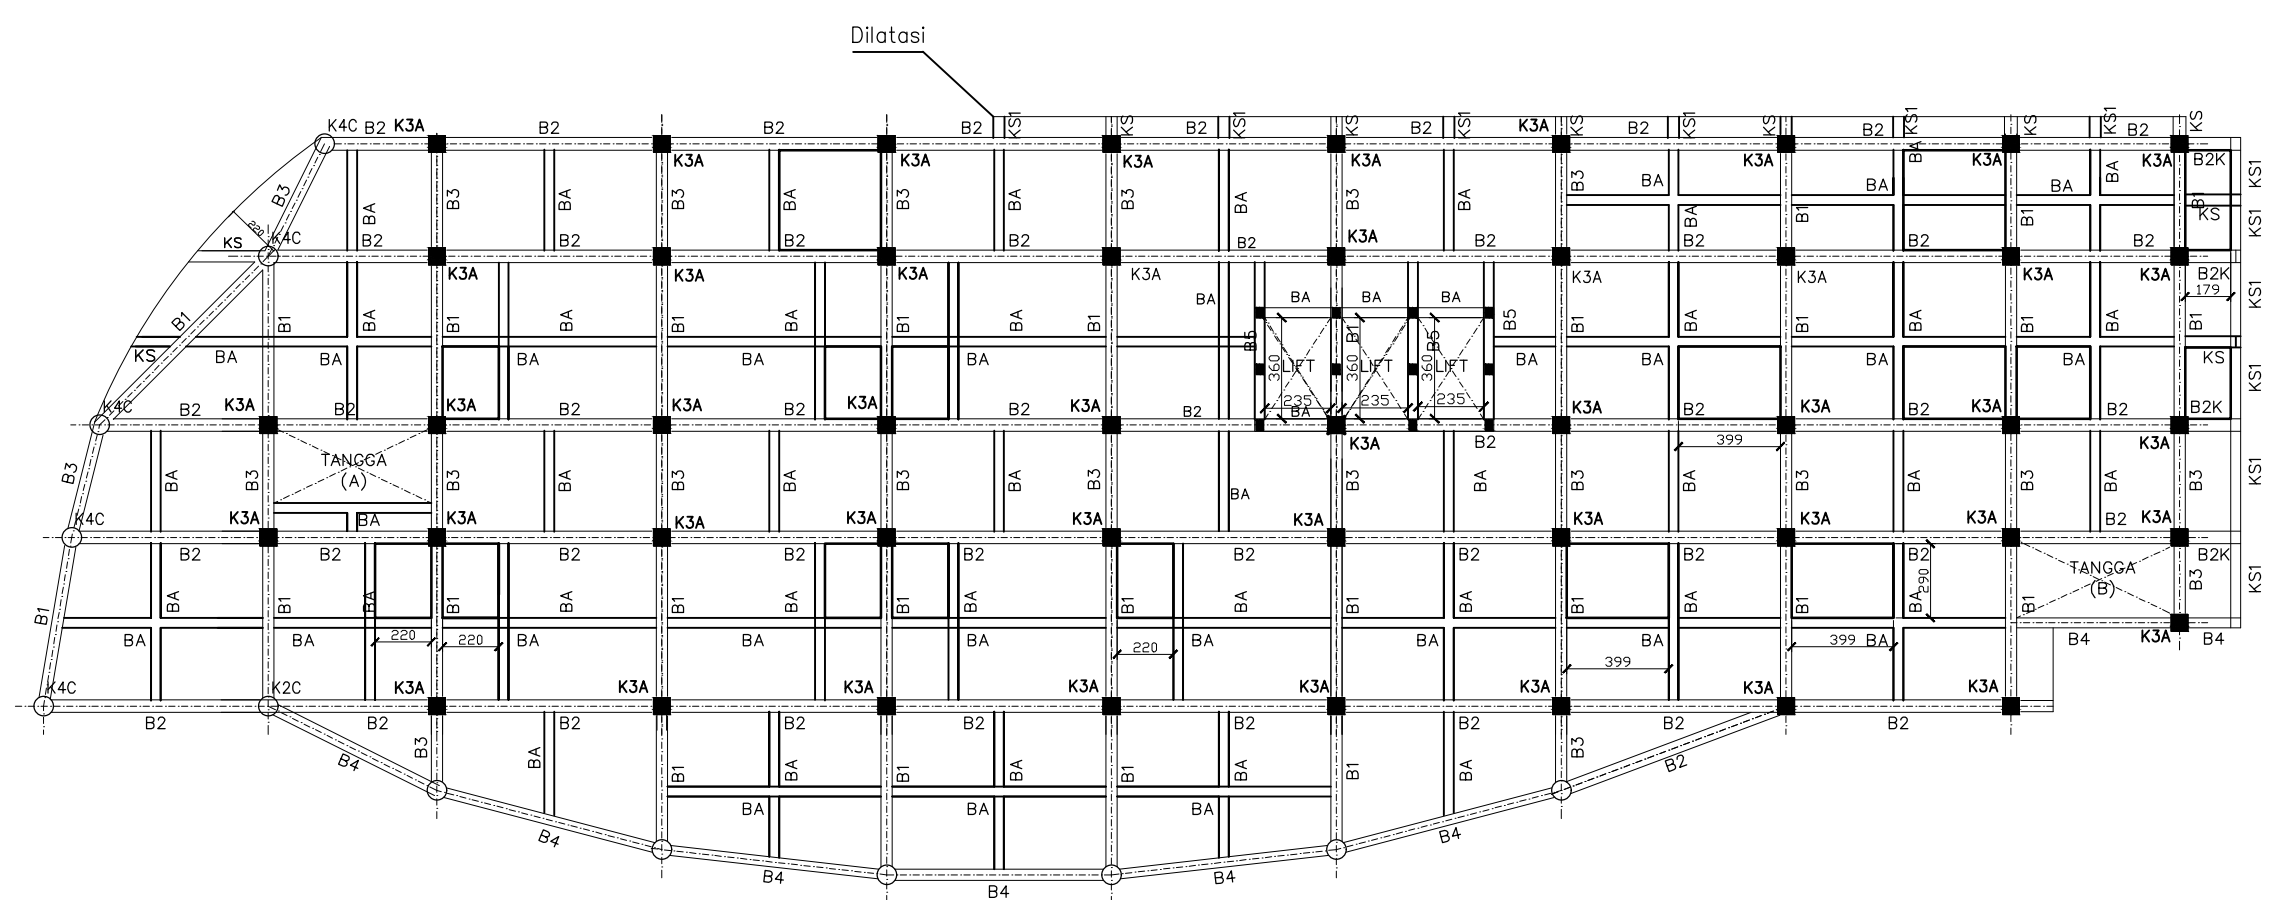 Dilatasi
K4C B2 K3A B2 B2 B2 KS1 KS B2 KS1 KS B2 KS1 K3A KS B2 KS1 KS B2 KS1 KS KS1 B2 KS
K3A K3A K3A K3A K3A BA K3A K3A B2K
B3 BA B3 BA B3 BA B3 BA B3 BA B3 BA B3 BA BA BA BA B1 KS1
220 BA B1 B1 KS KS1
KS K4C B2 B2 B2 B2 B2 B2 K3A B2 B2 B2 B2
K3A K3A K3A K3A K3A K3A K3A K3A B2K
BA BA BA BA 179 KS1
B1 B1 BA B1 BA B1 BA B1 BA B1 B5 B1 B5 B5 B1 BA B1 BA B1 BA B1
KS BA BA BA BA BA BA BA BA BA KS
360 LIFT 360 LIFT 360 LIFT KS1
K4C B2 K3A B2 K3A B2 K3A B2 K3A B2 K3A B2 235 BA 235 235 K3A B2 K3A B2 K3A B2 B2K
K3A B2 399 K3A
TANGGA
(A)
B3 BA B3 B3 BA B3 BA B3 BA B3 BA B3 BA B3 BA B3 BA B3 BA B3 KS1
K4C K3A BA K3A K3A K3A K3A K3A K3A K3A K3A B2 K3A
B2 B2 B2 B2 B2 B2 B2 B2 B2K
TANGGA
(B)
B1 BA B1 BA B1 BA B1 BA B1 BA B1 BA B1 BA B1 BA B1 BA 290 B1 B3 KS1
BA BA 220 220 BA BA BA 220 BA BA 399 399 BA B4 K3A B4
K4C K2C K3A K3A K3A K3A K3A K3A K3A K3A
B2 B2 B2 B2 B2 B2 B2 B2 B2
B4 B3 BA B1 BA B1 BA B1 BA B1 BA B3 B2
BA BA BA
B4 B4 B4 B4 B4